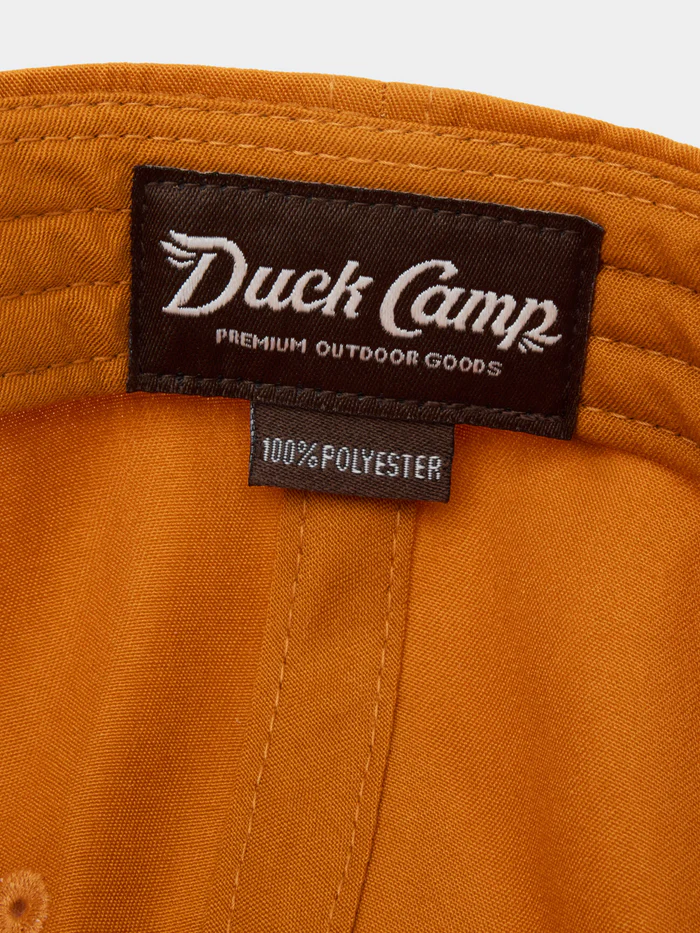 Duck Camp
PREMIUM OUTDOOR GOODS
100% POLYESTER